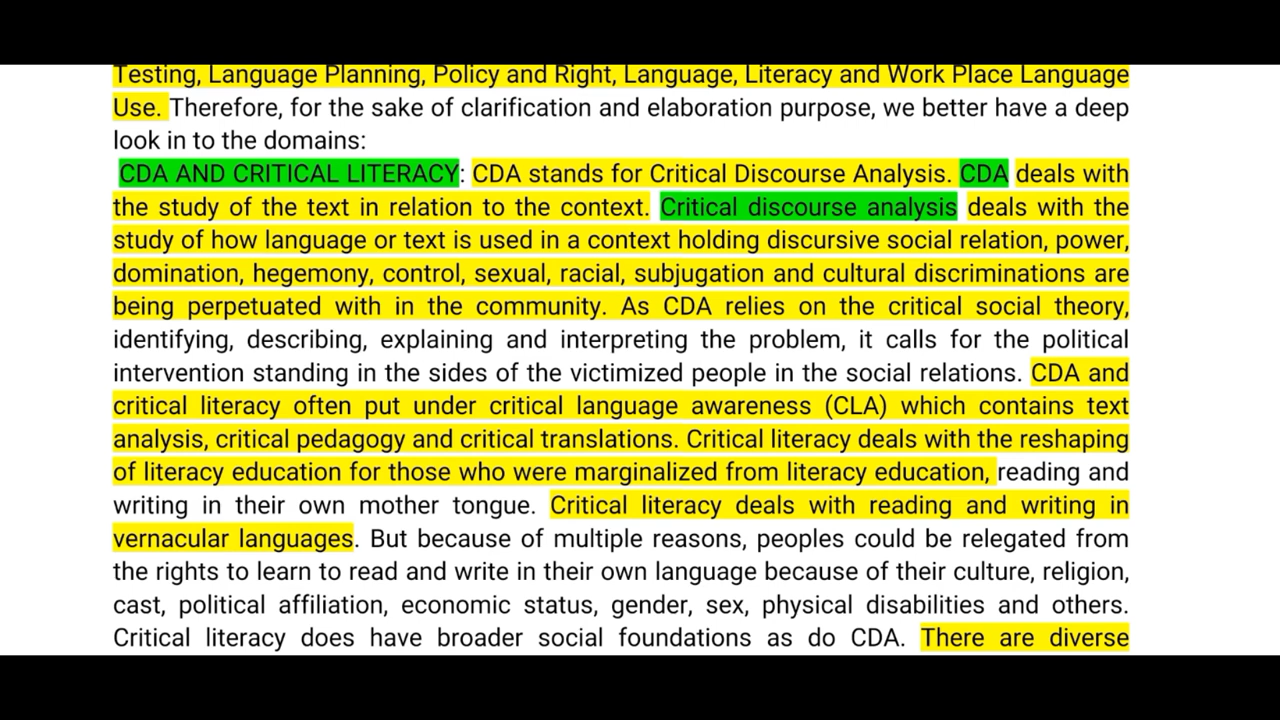 Testing, Language Planning, Policy and Right, Language, Literacy and Work Place Language
Use. Therefore, for the sake of clarification and elaboration purpose, we better have a deep
look in to the domains:
CDA AND CRITICAL LITERACY: CDA stands for Critical Discourse Analysis. CDA deals with
the study of the text in relation to the context. Critical discourse analysis deals with the
study of how language or text is used in a context holding discursive social relation, power,
domination, hegemony, control, sexual, racial, subjugation and cultural discriminations are
being perpetuated with in the community. As CDA relies on the critical social theory,
identifying, describing, explaining and interpreting the problem, it calls for the political
intervention standing in the sides of the victimized people in the social relations. CDA and
critical literacy often put under critical language awareness (CLA) which contains text
analysis, critical pedagogy and critical translations. Critical literacy deals with the reshaping
of literacy education for those who were marginalized from literacy education, reading and
writing in their own mother tongue. Critical literacy deals with reading and writing in
vernacular languages. But because of multiple reasons, peoples could be relegated from
the rights to learn to read and write in their own language because of their culture, religion,
cast, political affiliation, economic status, gender, sex, physical disabilities and others.
Critical literacy does have broader social foundations as do CDA. There are diverse